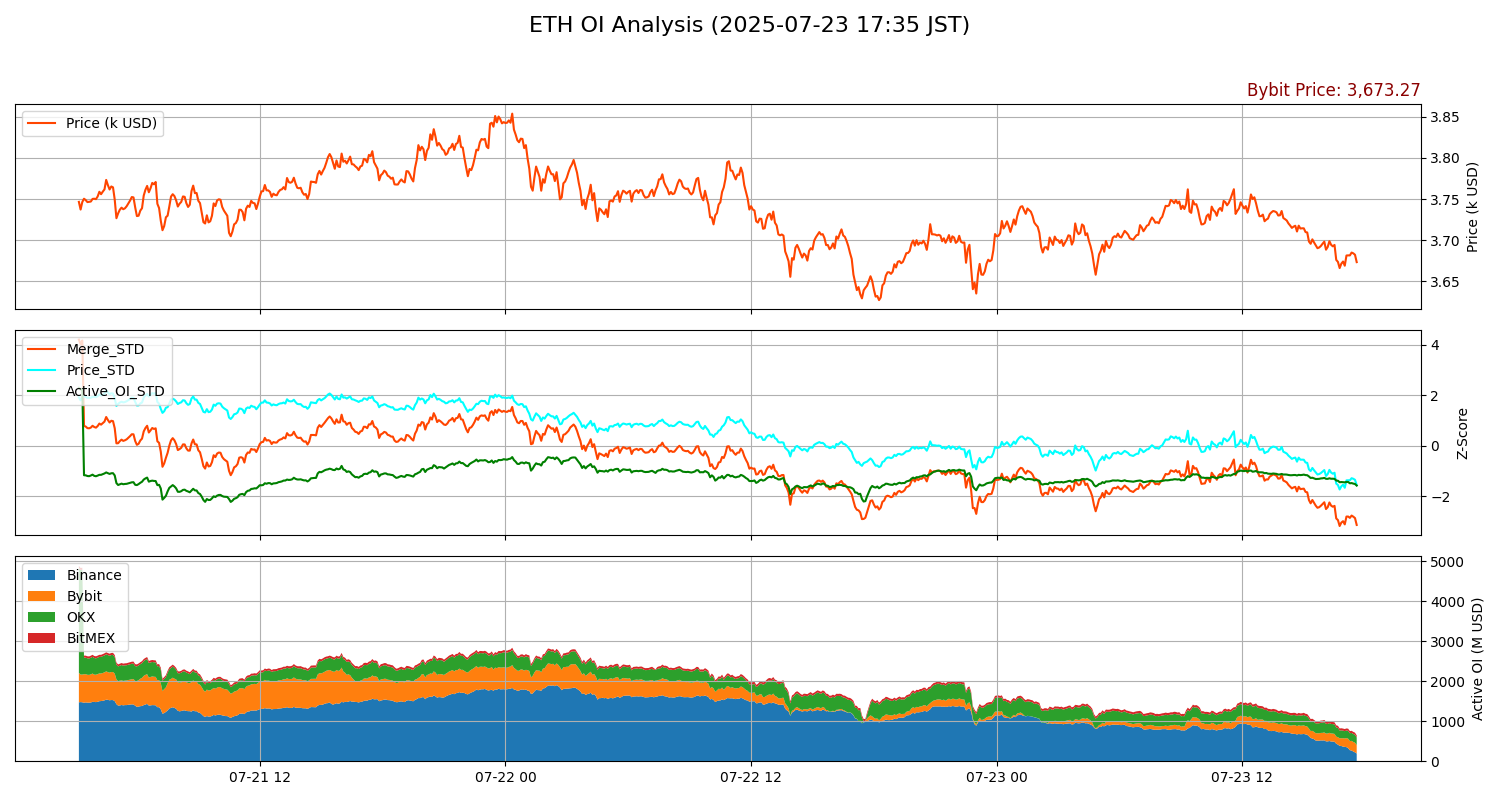 ETH OI Analysis (2025-07-23 17:35 JST)
Bybit Price: 3,673.27
Price (k USD)
3.85
3.80
3.75
3.70
3.65
Price (k USD)
Merge_STD
Price_STD
Active_OI_STD
4
2
0
−2
Z-Score
Binance
Bybit
OKX
BitMEX
5000
4000
3000
2000
1000
0
Active OI (M USD)
07-21 12
07-22 00
07-22 12
07-23 00
07-23 12